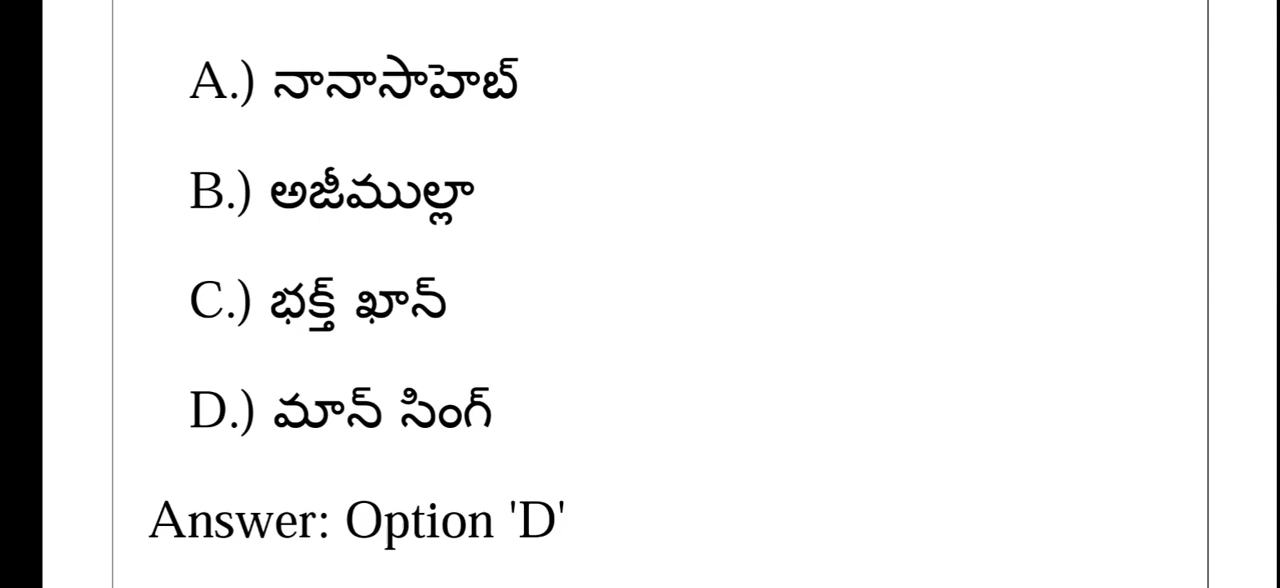 A.) నానాసాహెబ్
B.) అజీముల్లా
C.) భక్త్ ఖాన్
D.) మాన్ సింగ్
Answer: Option 'D'